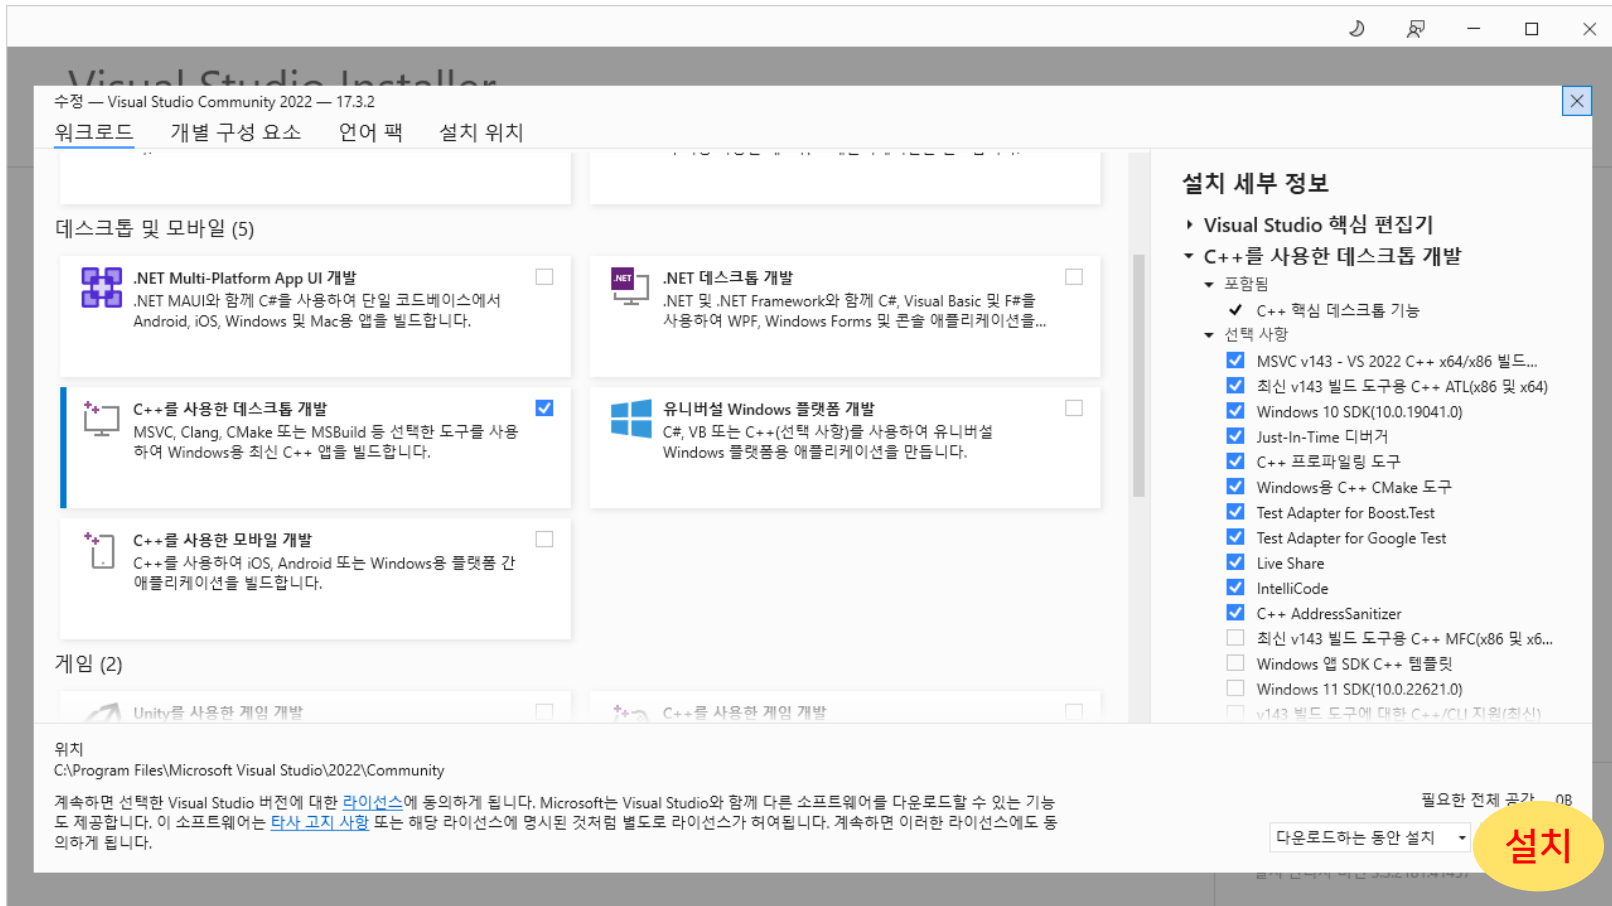 Visual Studio Installer
수정 — Visual Studio Community 2022 — 17.3.2
워크로드 개별 구성 요소 언어 팩 설치 위치
데스크톱 및 모바일 (5)
.NET Multi-Platform App UI 개발
.NET MAUI와 함께 C#을 사용하여 단일 코드베이스에서
Android, iOS, Windows 및 Mac용 앱을 빌드합니다.
.NET
.NET 데스크톱 개발
.NET 및 .NET Framework와 함께 C#, Visual Basic 및 F#을
사용하여 WPF, Windows Forms 및 콘솔 애플리케이션을...
C++를 사용한 데스크톱 개발
MSVC, Clang, CMake 또는 MSBuild 등 선택한 도구를 사용
하여 Windows용 최신 C++ 앱을 빌드합니다.
유니버설 Windows 플랫폼 개발
C#, VB 또는 C++(선택 사항)를 사용하여 유니버설
Windows 플랫폼용 애플리케이션을 만듭니다.
C++를 사용한 모바일 개발
C++를 사용하여 iOS, Android 또는 Windows용 플랫폼 간
애플리케이션을 빌드합니다.
게임 (2)
Unity를 사용한 게임 개발
C++를 사용한 게임 개발
설치 세부 정보
Visual Studio 핵심 편집기
C++를 사용한 데스크톱 개발
포함됨
C++ 핵심 데스크톱 기능
선택 사항
MSVC v143 - VS 2022 C++ x64/x86 빌드...
최신 v143 빌드 도구용 C++ ATL(x86 및 x64)
Windows 10 SDK(10.0.19041.0)
Just-In-Time 디버거
C++ 프로파일링 도구
Windows용 C++ CMake 도구
Test Adapter for Boost.Test
Test Adapter for Google Test
Live Share
IntelliCode
C++ AddressSanitizer
최신 v143 빌드 도구용 C++ MFC(x86 및 x6...
Windows 앱 SDK C++ 템플릿
Windows 11 SDK(10.0.22621.0)
v143 빌드 도구에 대한 C++/CLI 지원(최신)
위치
C:\Program Files\Microsoft Visual Studio\2022\Community
계속하면 선택한 Visual Studio 버전에 대한 라이선스에 동의하게 됩니다. Microsoft는 Visual Studio와 함께 다른 소프트웨어를 다운로드할 수 있는 기능
도 제공합니다. 이 소프트웨어는 타사 고지 사항 또는 해당 라이선스에 명시된 것처럼 별도로 라이선스가 허여됩니다. 계속하면 이러한 라이선스에도 동
의하게 됩니다.
필요한 전체 공간 0B
다운로드하는 동안 설치
설치